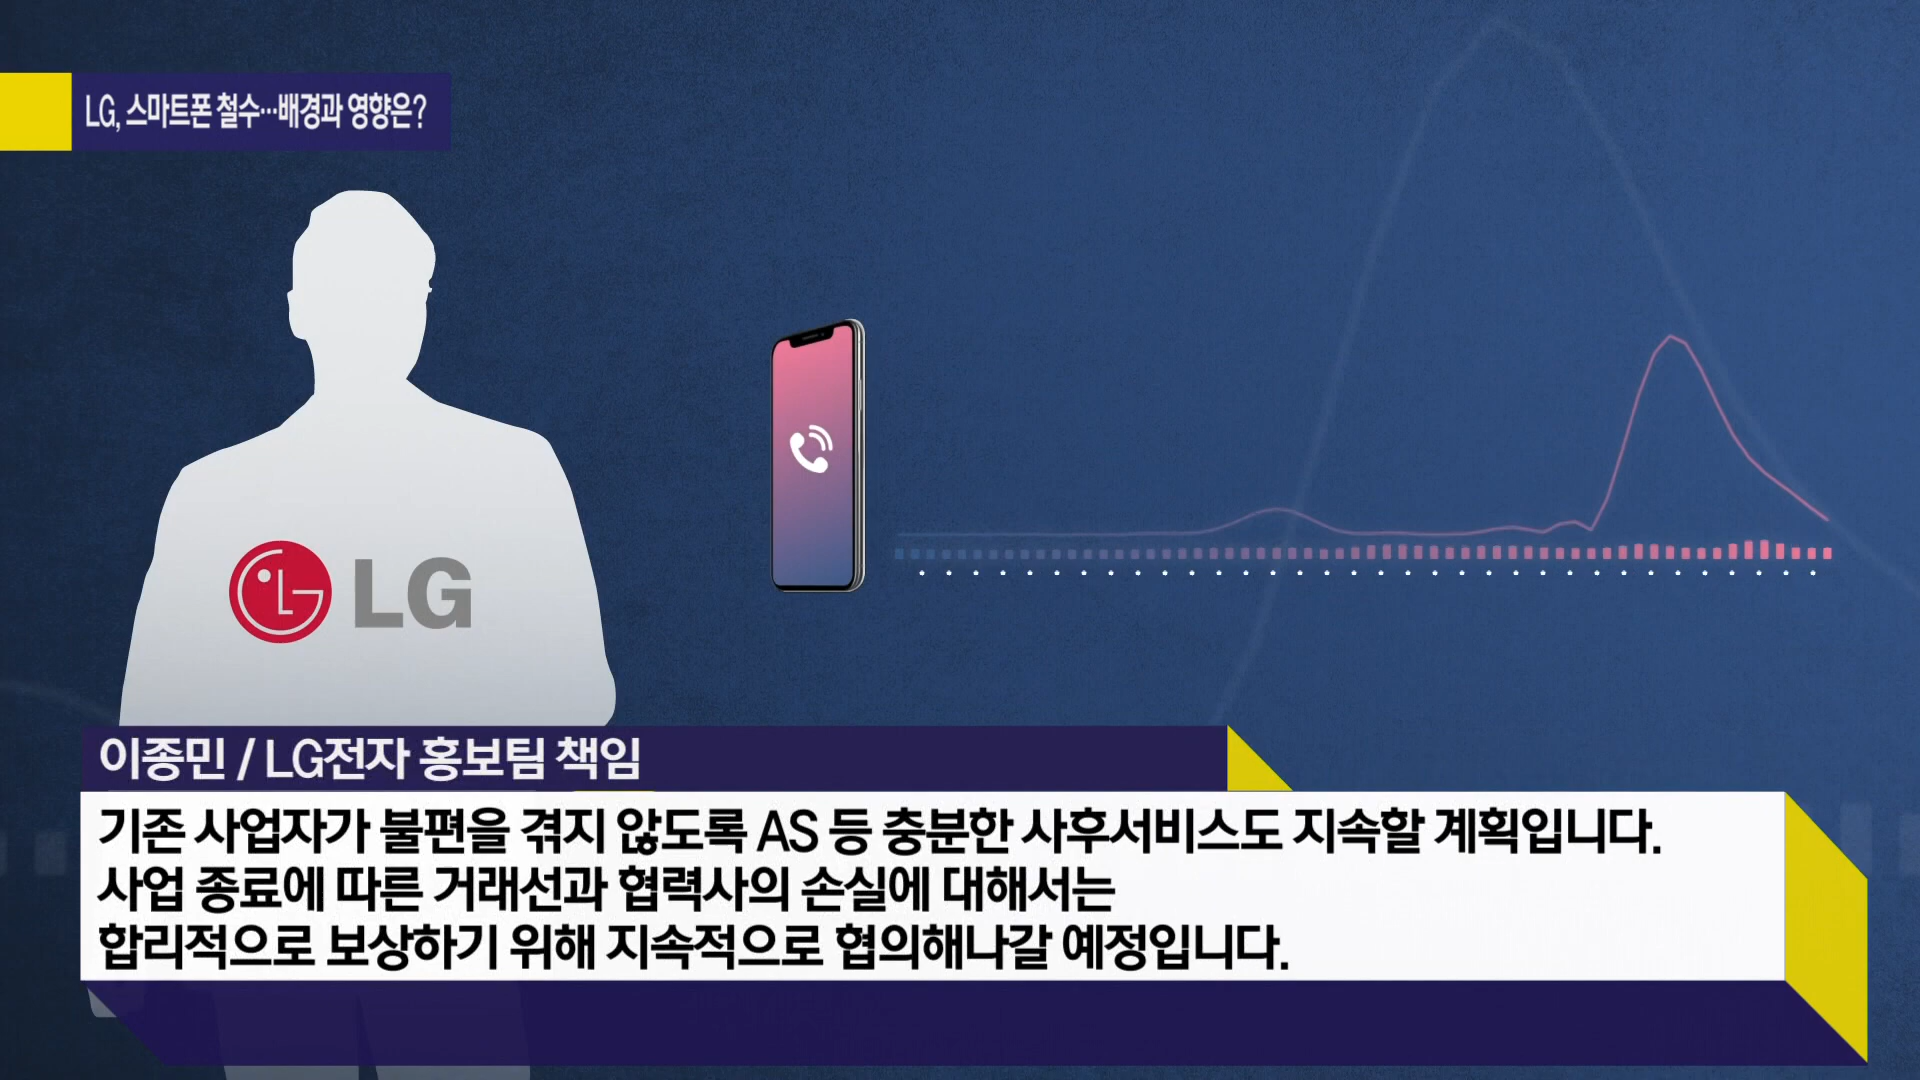 LG, 스마트폰 철수…배경과 영향은?
LG
이종민 / LG전자 홍보팀 책임
기존 사업자가 불편을 겪지 않도록 AS 등 충분한 사후서비스도 지속할 계획입니다.
사업 종료에 따른 거래선과 협력사의 손실에 대해서는
합리적으로 보상하기 위해 지속적으로 협의해나갈 예정입니다.